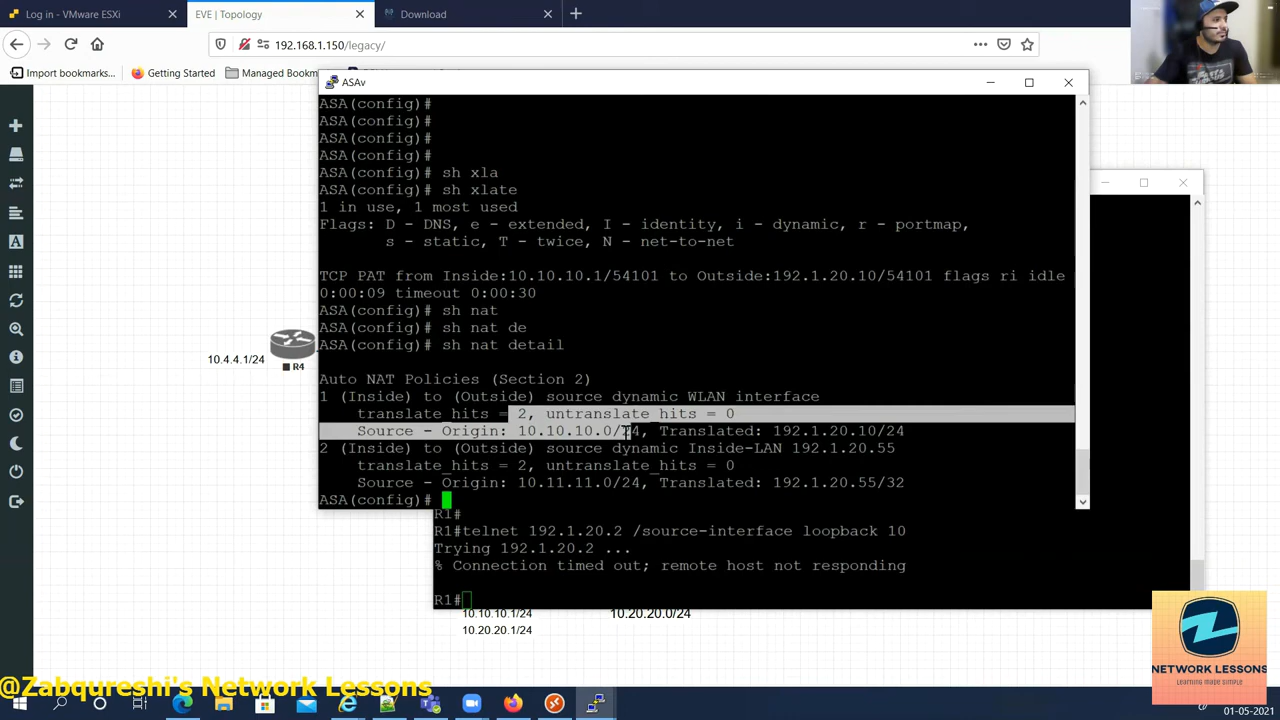 Log in - VMware ESXi
EVE | Topology
Download
192.168.1.150/legacy/
Import bookmarks...
Getting Started
Managed Bookm
ASAv
ASA(config)#
ASA(config)#
ASA(config)#
ASA(config)#
ASA(config)# sh xla
ASA(config)# sh xlate
1 in use, 1 most used
Flags: D - DNS, e - extended, I - identity, i - dynamic, r - portmap,
s - static, T - twice, N - net-to-net
TCP PAT from Inside:10.10.10.1/54101 to Outside:192.1.20.10/54101 flags ri idle
0:00:09 timeout 0:00:30
ASA(config)# sh nat
ASA(config)# sh nat de
ASA(config)# sh nat detail
Auto NAT Policies (Section 2)
1 (Inside) to (Outside) source dynamic WLAN interface
translate_hits = 2, untranslate_hits = 0
Source - Origin: 10.10.10.0/24, Translated: 192.1.20.10/24
2 (Inside) to (Outside) source dynamic Inside-LAN 192.1.20.55
translate_hits = 2, untranslate_hits = 0
Source - Origin: 10.11.11.0/24, Translated: 192.1.20.55/32
ASA(config)#
10.4.4.1/24
R4
R1#
R1#telnet 192.1.20.2 /source-interface loopback 10
Trying 192.1.20.2 ...
% Connection timed out; remote host not responding
R1#
10.10.10.1/24
10.20.20.0/24
10.20.20.1/24
NETWORK LESSONS
Learning made simple
@Zabqureshi's Network Lessons
01-05-2021